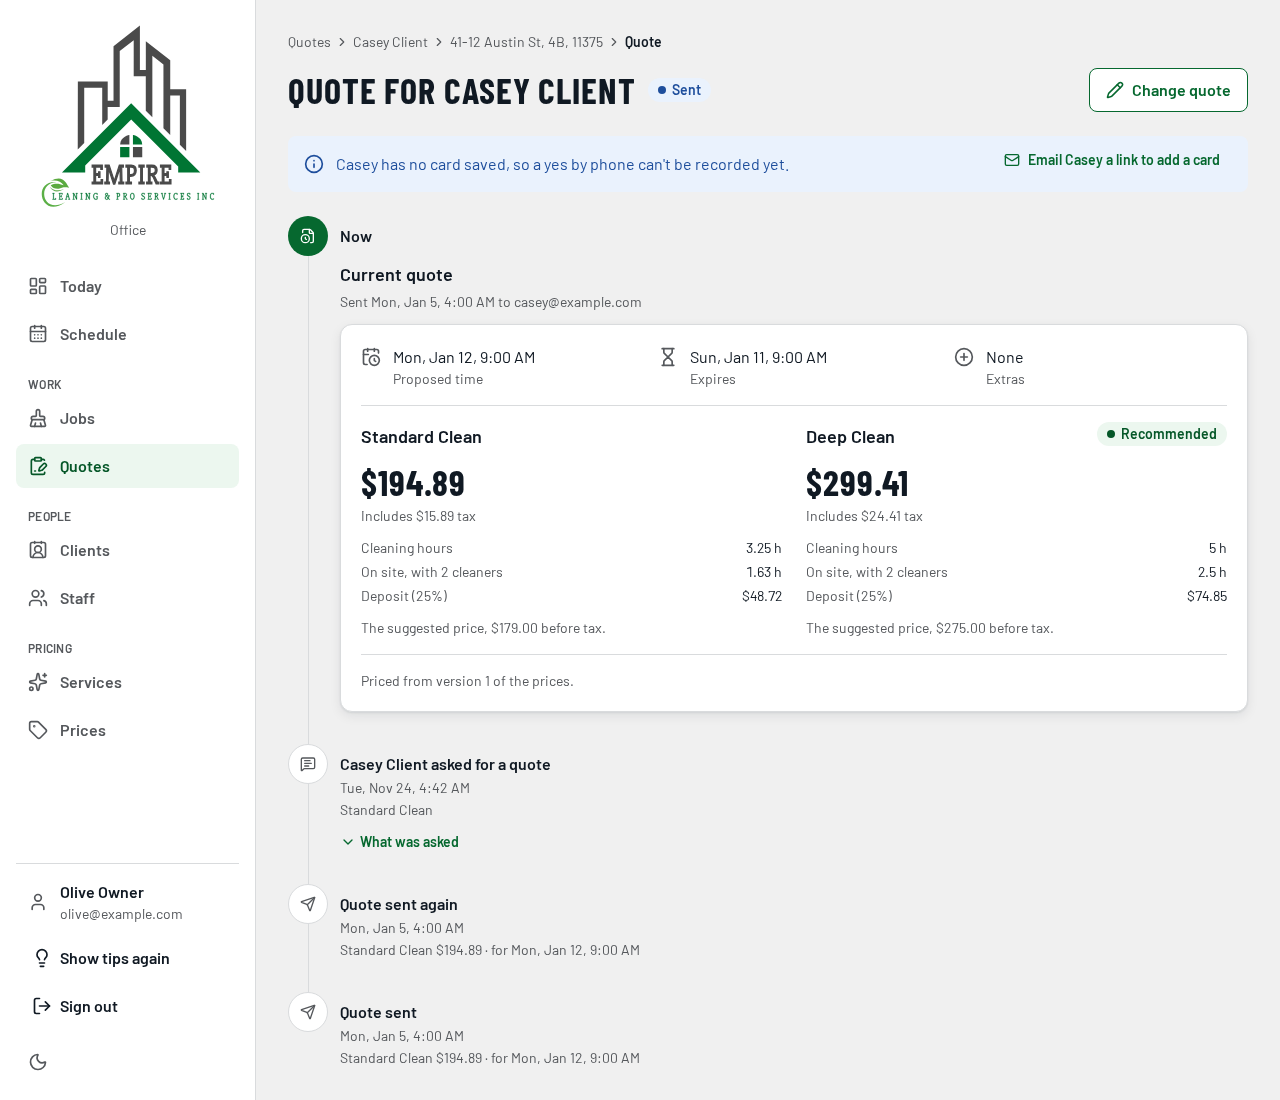 EMPIRE
LEANING & PRO SERVICES INC
Office
Today
Schedule
WORK
Jobs
Quotes
PEOPLE
Clients
Staff
PRICING
Services
Prices
Olive Owner
olive@example.com
Show tips again
Sign out
Quotes > Casey Client > 41-12 Austin St, 4B, 11375 > Quote
QUOTE FOR CASEY CLIENT
Sent
Change quote
Casey has no card saved, so a yes by phone can't be recorded yet.
Email Casey a link to add a card
Now
Current quote
Sent Mon, Jan 5, 4:00 AM to casey@example.com
Mon, Jan 12, 9:00 AM
Proposed time
Sun, Jan 11, 9:00 AM
Expires
None
Extras
Standard Clean
$194.89
Includes $15.89 tax
Cleaning hours 3.25 h
On site, with 2 cleaners 1.63 h
Deposit (25%) $48.72
The suggested price, $179.00 before tax.
Deep Clean
Recommended
$299.41
Includes $24.41 tax
Cleaning hours 5 h
On site, with 2 cleaners 2.5 h
Deposit (25%) $74.85
The suggested price, $275.00 before tax.
Priced from version 1 of the prices.
Casey Client asked for a quote
Tue, Nov 24, 4:42 AM
Standard Clean
What was asked
Quote sent again
Mon, Jan 5, 4:00 AM
Standard Clean $194.89 · for Mon, Jan 12, 9:00 AM
Quote sent
Mon, Jan 5, 4:00 AM
Standard Clean $194.89 · for Mon, Jan 12, 9:00 AM